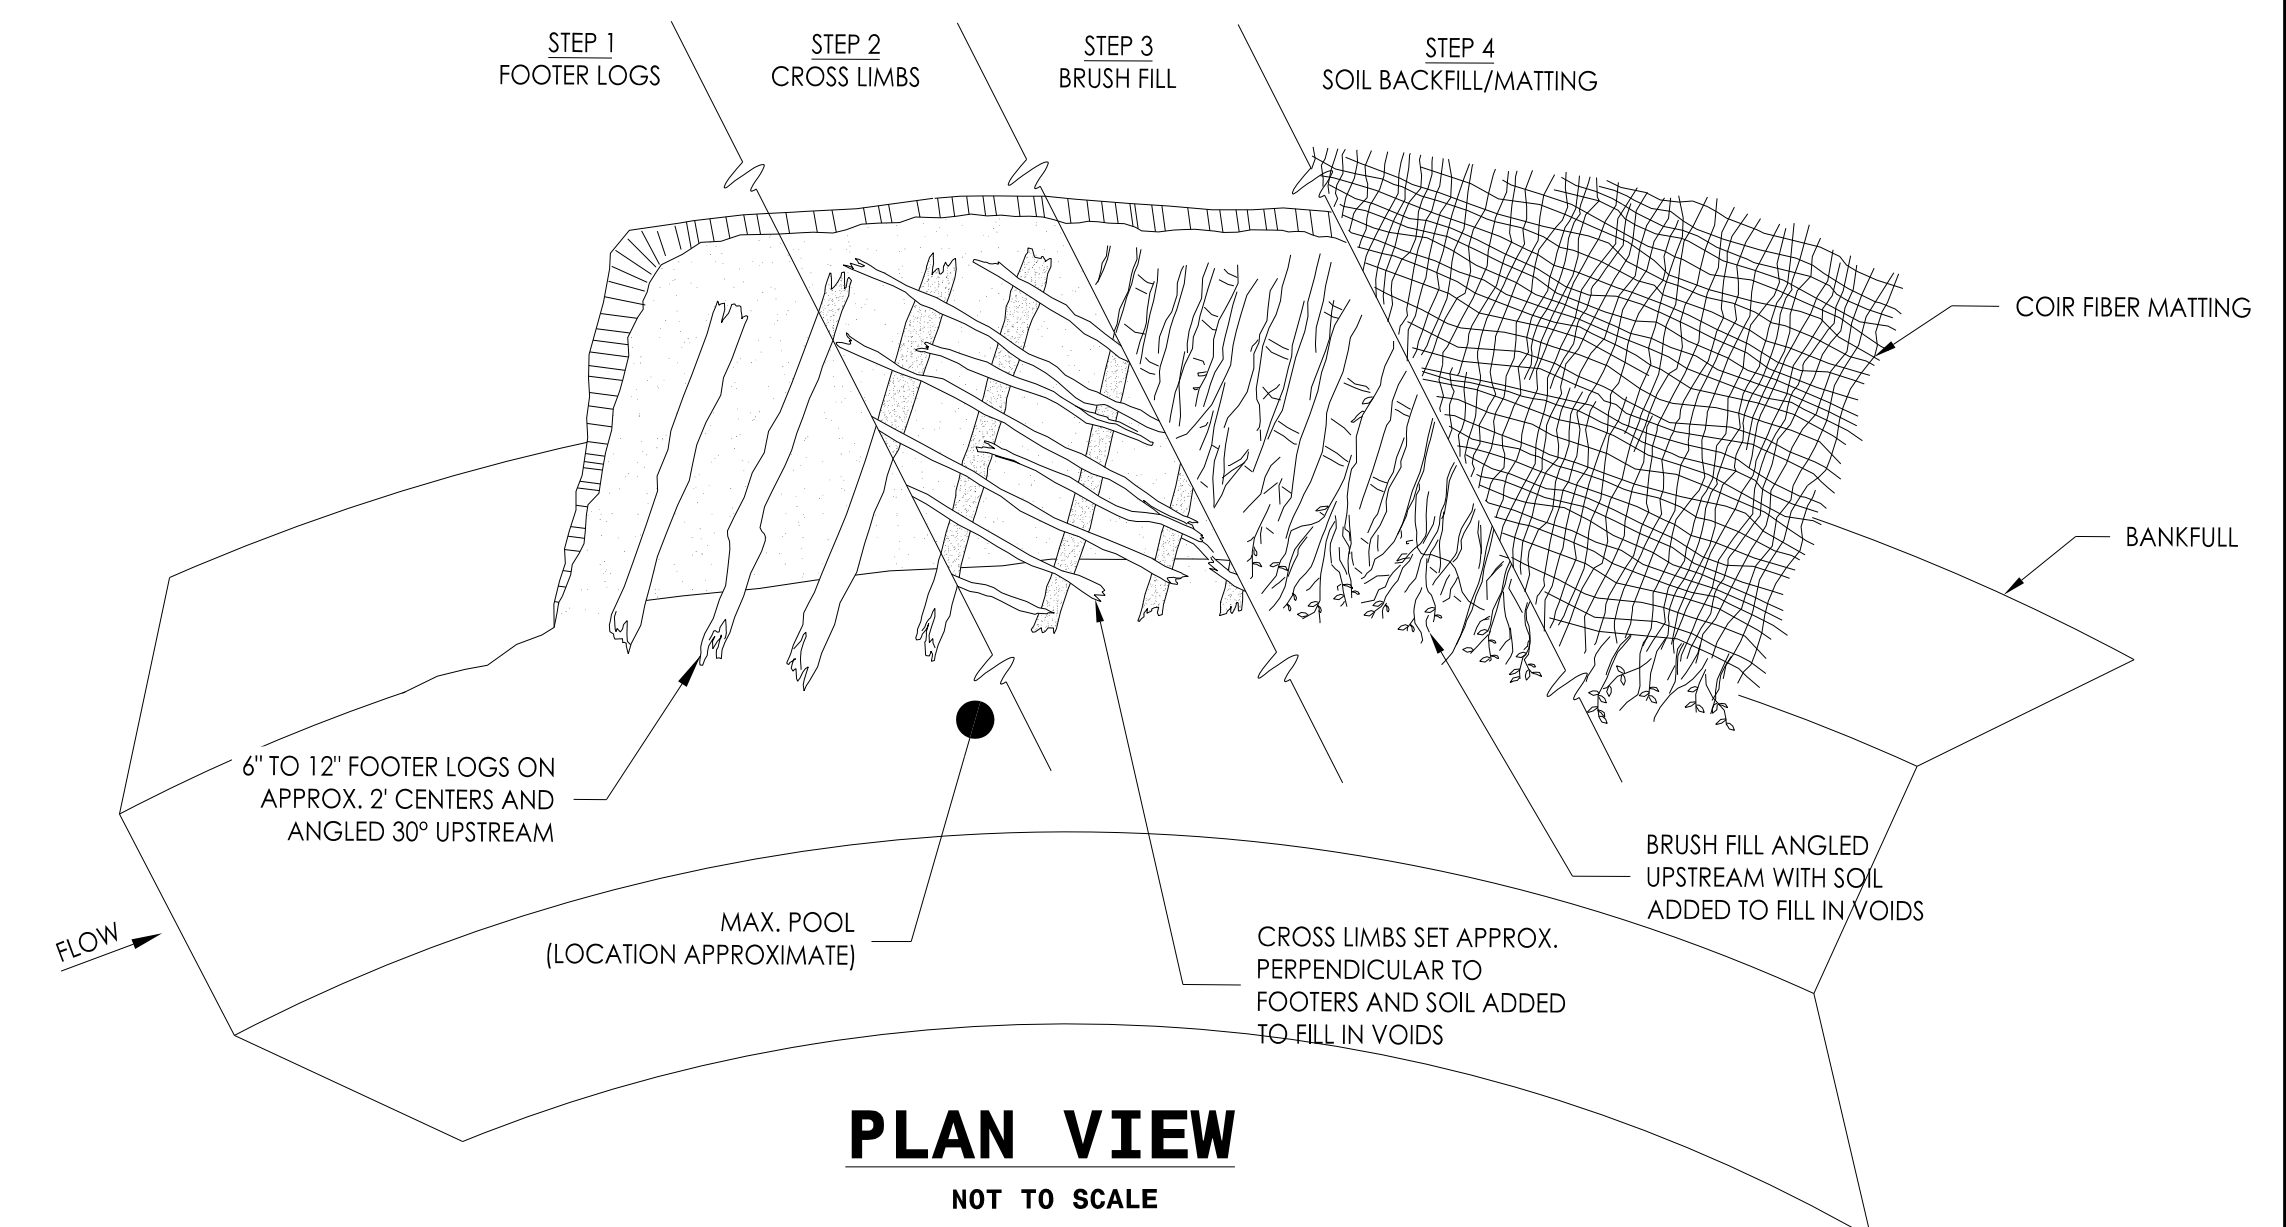 STEP 1
FOOTER LOGS
STEP 2
CROSS LIMBS
STEP 3
BRUSH FILL
STEP 4
SOIL BACKFILL/MATTING
COIR FIBER MATTING
BANKFULL
6" TO 12" FOOTER LOGS ON
APPROX. 2' CENTERS AND
ANGLED 30° UPSTREAM
BRUSH FILL ANGLED
UPSTREAM WITH SOIL
ADDED TO FILL IN VOIDS
FLOW
MAX. POOL
(LOCATION APPROXIMATE)
CROSS LIMBS SET APPROX.
PERPENDICULAR TO
FOOTERS AND SOIL ADDED
TO FILL IN VOIDS
PLAN VIEW
NOT TO SCALE